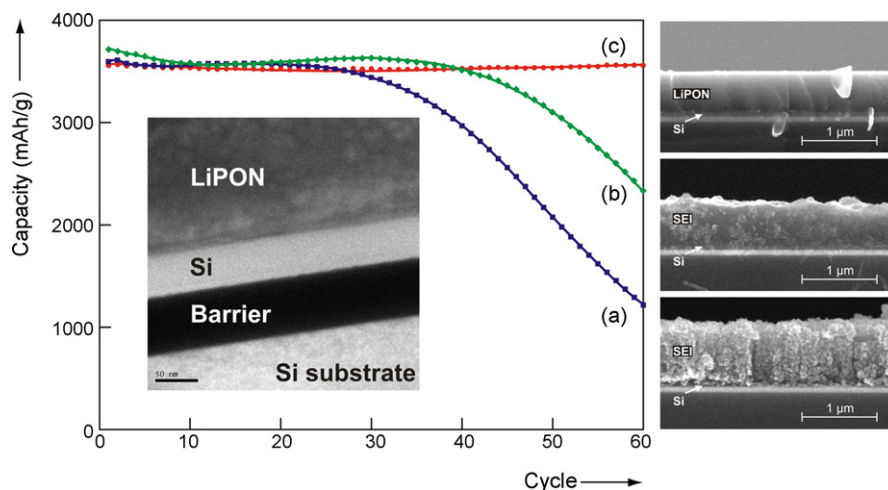 Capacity (mAh/g)
4000
3000
2000
1000
0
0
10
20
30
40
50
60
Cycle
(c)
(b)
(a)
LiPON
Si
Barrier
Si substrate
50 nm
LiPON
Si
1 µm
SEI
Si
1 µm
SEI
Si
1 µm